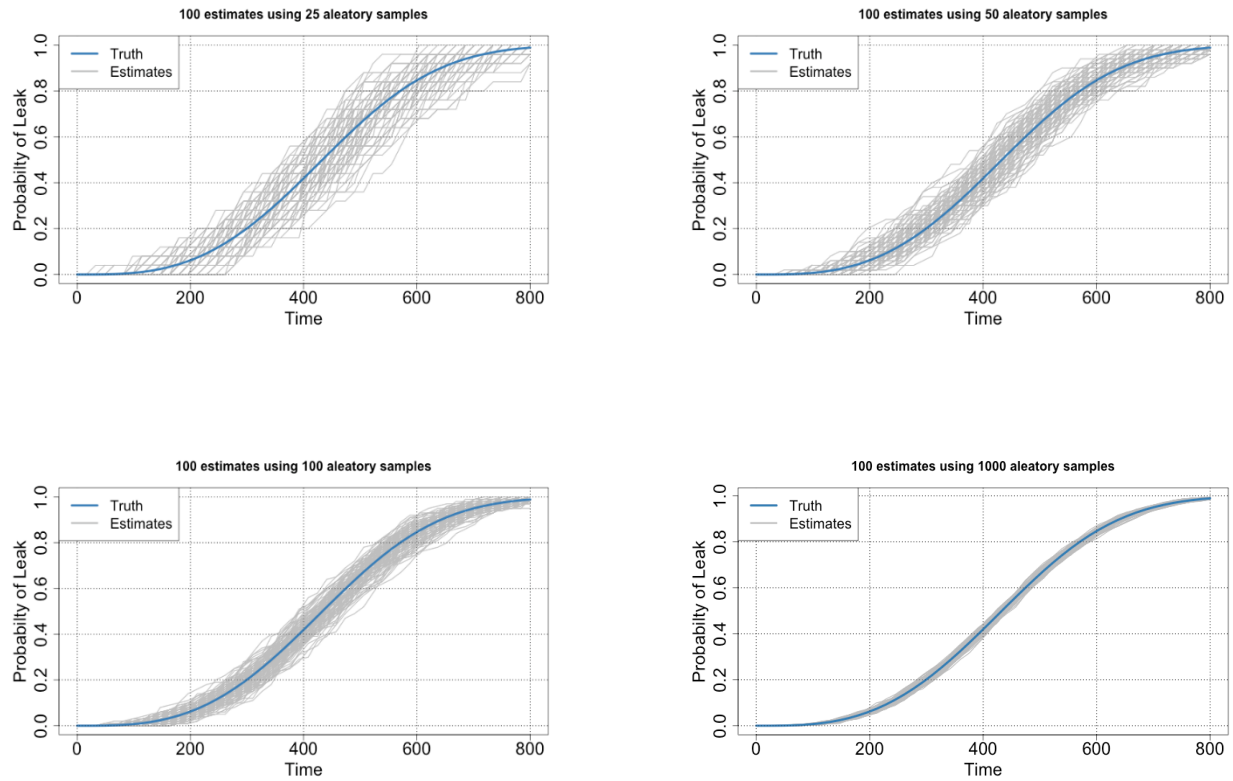 100 estimates using 25 aleatory samples
Truth
Estimates
Probabilty of Leak
0.0 0.2 0.4 0.6 0.8 1.0
0 200 400 600 800
Time
100 estimates using 50 aleatory samples
Truth
Estimates
Probabilty of Leak
0.0 0.2 0.4 0.6 0.8 1.0
0 200 400 600 800
Time
100 estimates using 100 aleatory samples
Truth
Estimates
Probabilty of Leak
0.0 0.2 0.4 0.6 0.8 1.0
0 200 400 600 800
Time
100 estimates using 1000 aleatory samples
Truth
Estimates
Probabilty of Leak
0.0 0.2 0.4 0.6 0.8 1.0
0 200 400 600 800
Time